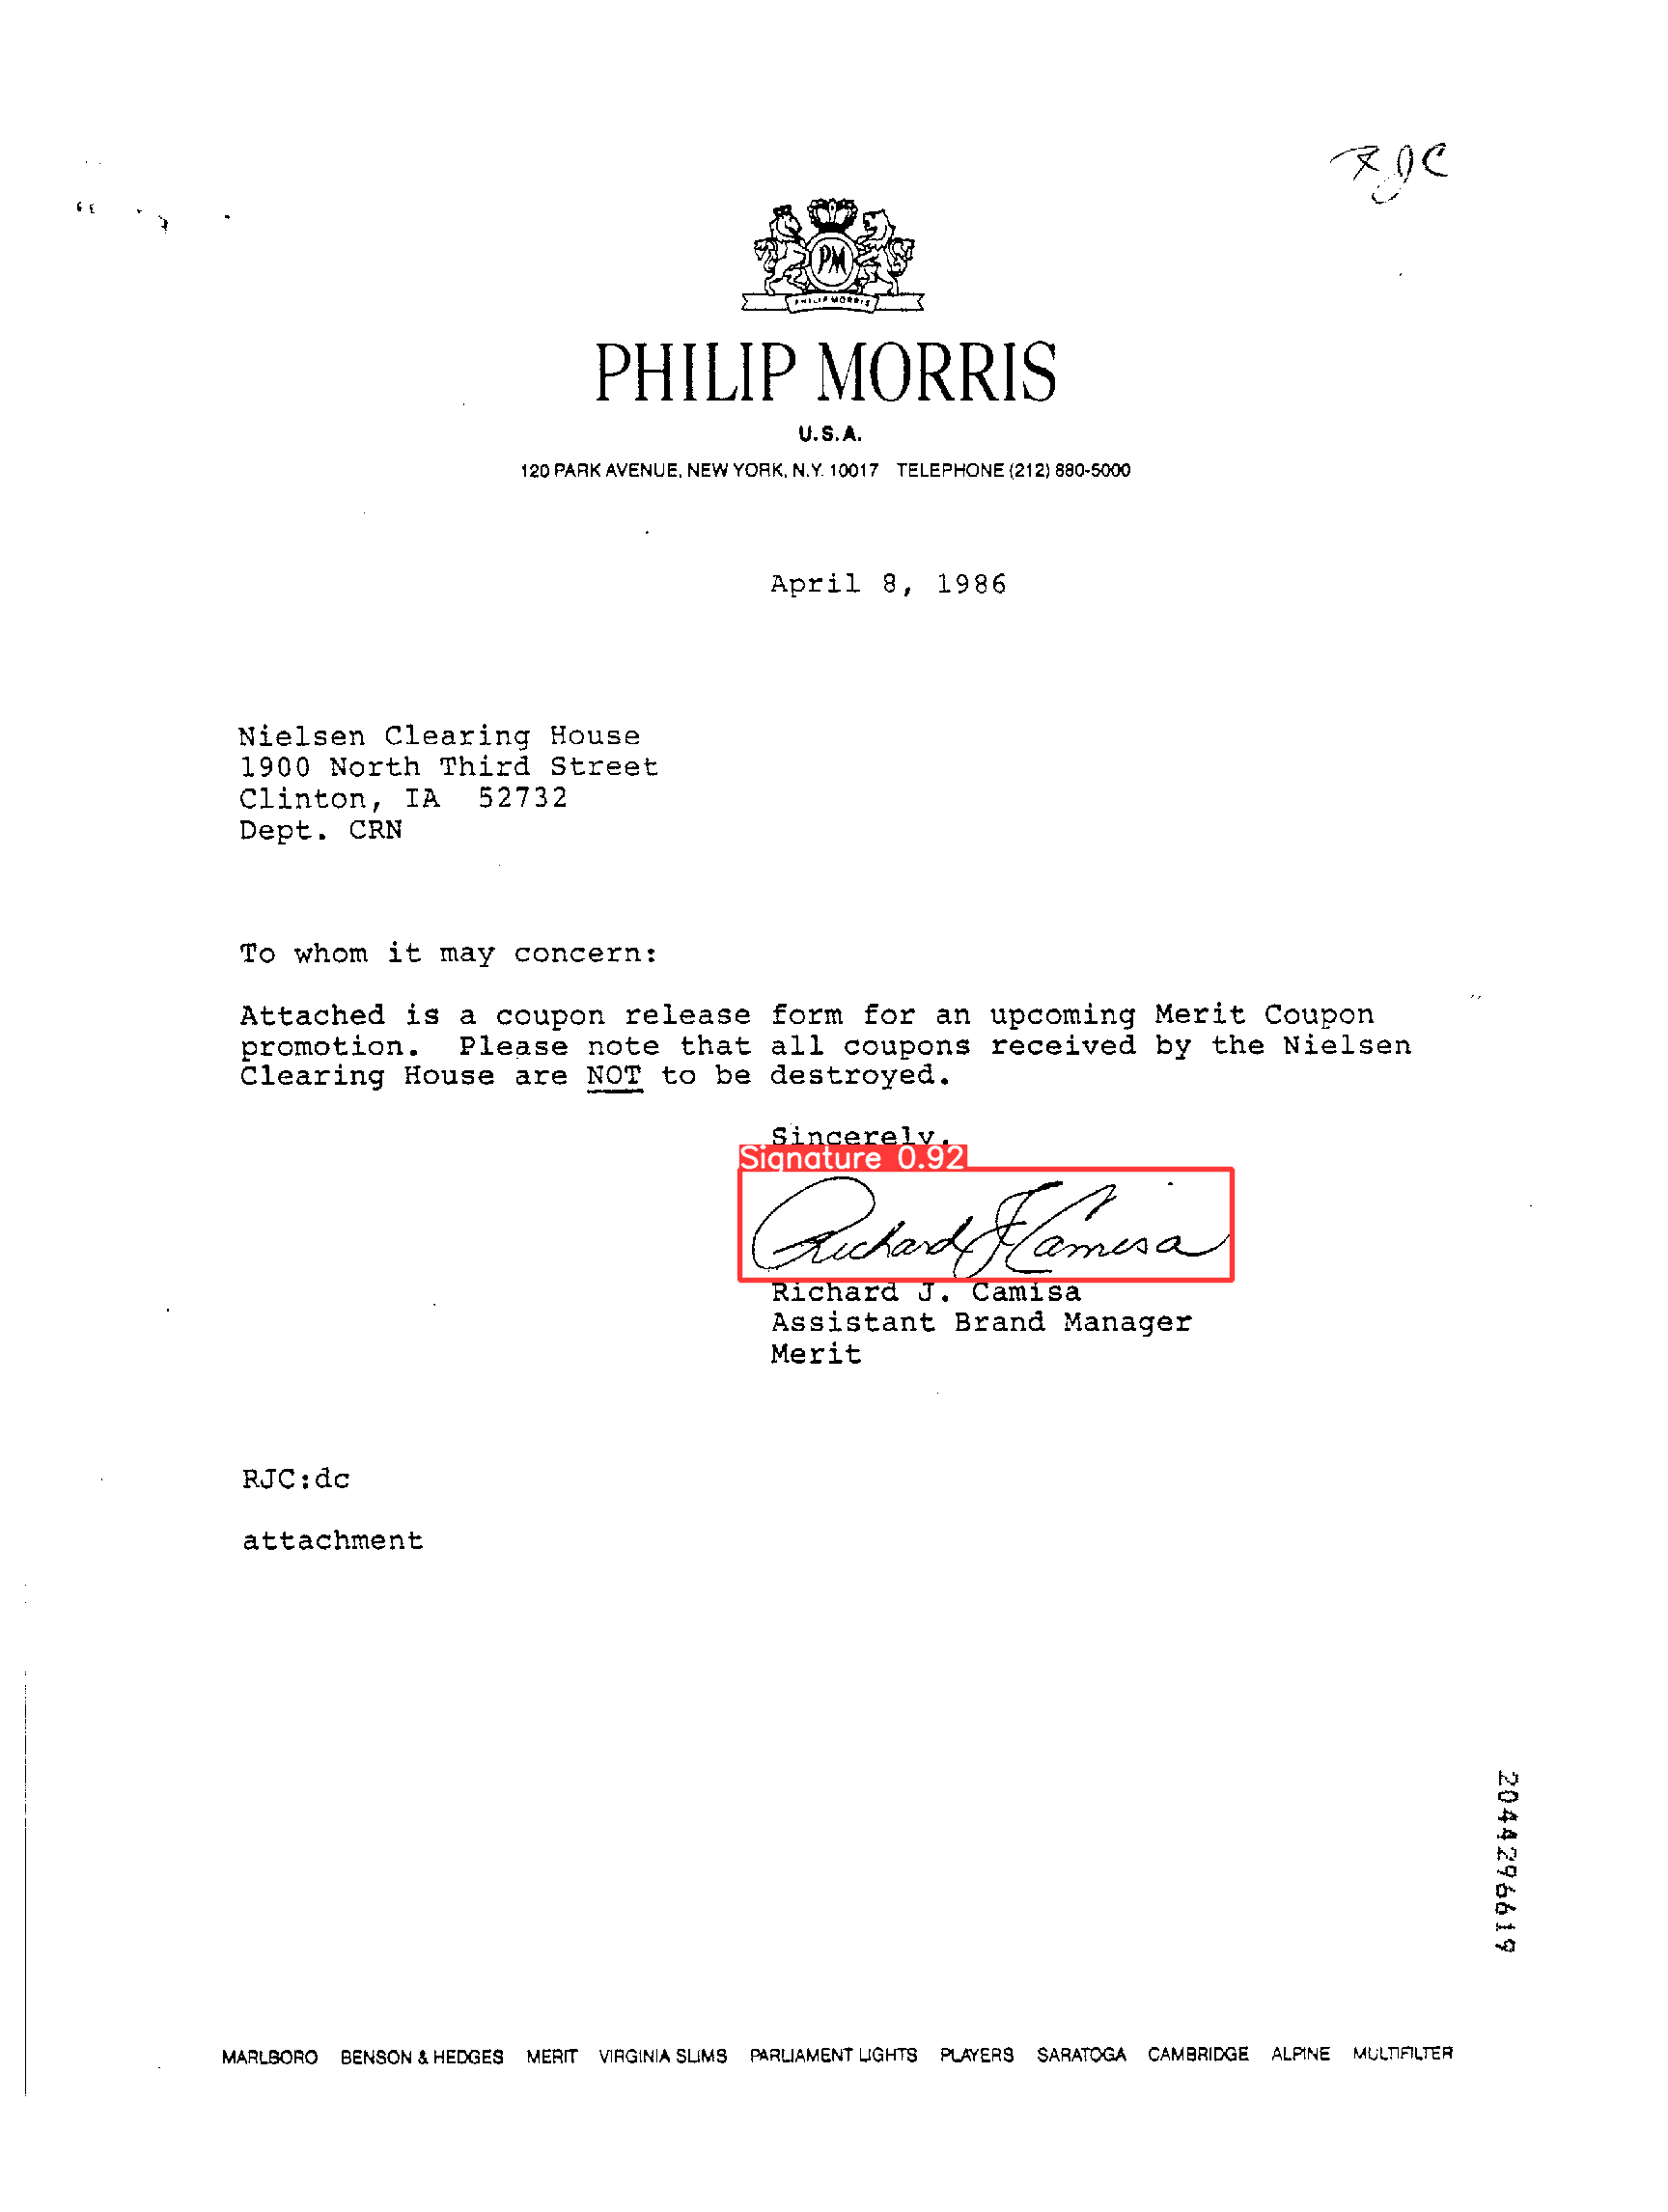 RJC
PM
PHILIP MORRIS
PHILIP MORRIS
U.S.A.
120 PARK AVENUE, NEW YORK, N.Y. 10017 TELEPHONE (212) 880-5000
April 8, 1986
Nielsen Clearing House
1900 North Third Street
Clinton, IA 52732
Dept. CRN
To whom it may concern:
Attached is a coupon release form for an upcoming Merit Coupon
promotion. Please note that all coupons received by the Nielsen
Clearing House are NOT to be destroyed.
Sincerely,
Signature 0.92
Richard J Camisa
Richard J. Camisa
Assistant Brand Manager
Merit
RJC:dc
attachment
2044296619
MARLBORO BENSON & HEDGES MERIT VIRGINIA SLIMS PARLIAMENT LIGHTS PLAYERS SARATOGA CAMBRIDGE ALPINE MULTIFILTER